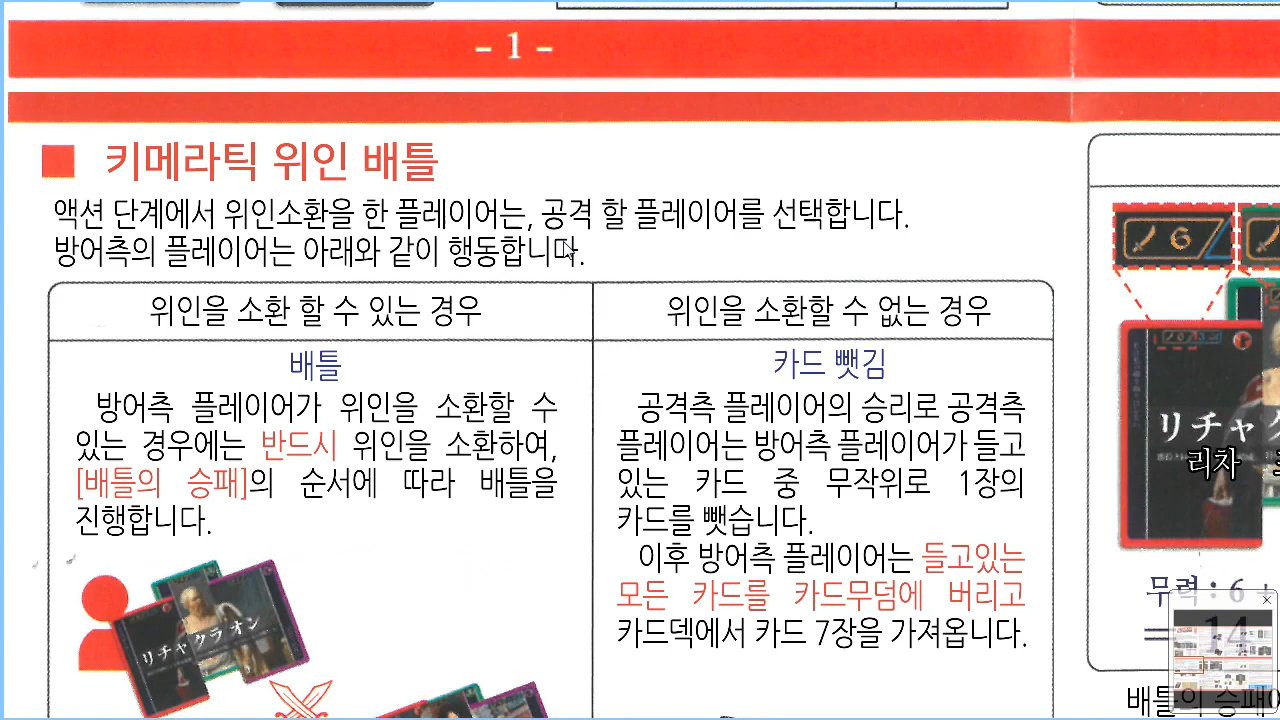 - 1 -
■ 키메라틱 위인 배틀
액션 단계에서 위인소환을 한 플레이어는, 공격 할 플레이어를 선택합니다.
방어측의 플레이어는 아래와 같이 행동합니다.
위인을 소환 할 수 있는 경우
배틀
방어측 플레이어가 위인을 소환할 수
있는 경우에는 반드시 위인을 소환하여,
[배틀의 승패]의 순서에 따라 배틀을
진행합니다.
リチャクラオン
위인을 소환할 수 없는 경우
카드 뺏김
공격측 플레이어의 승리로 공격측
플레이어는 방어측 플레이어가 들고
있는 카드 중 무작위로 1장의
카드를 뺏습니다.
이후 방어측 플레이어는 들고있는
모든 카드를 카드무덤에 버리고
카드덱에서 카드 7장을 가져옵니다.
6
リチャク
리차
무력 : 6 +
14
배틀의 승패